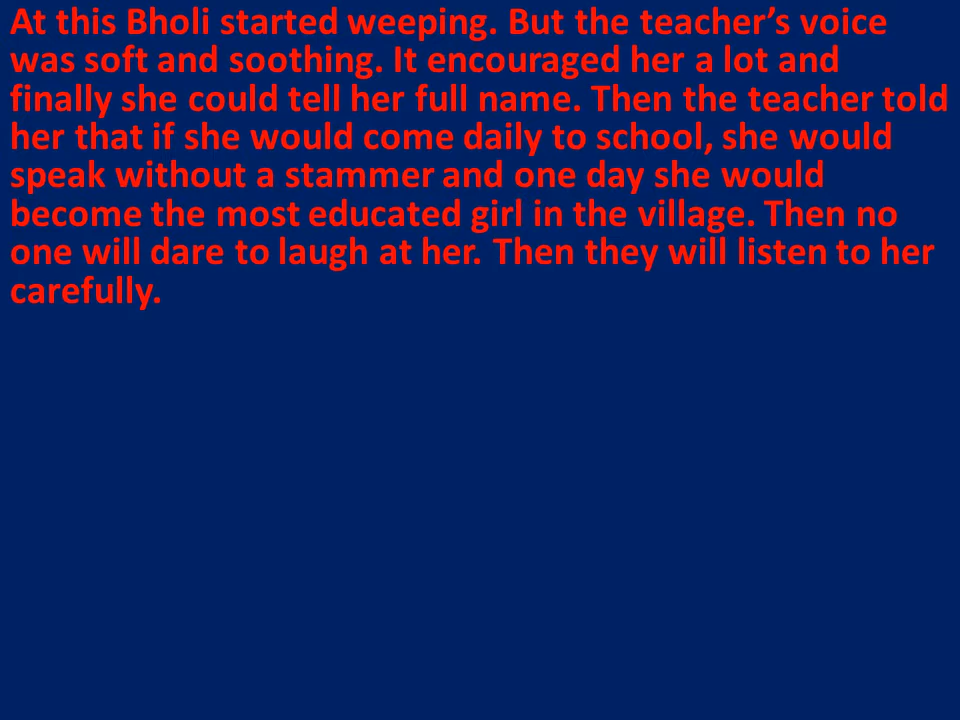 At this Bholi started weeping. But the teacher’s voice
was soft and soothing. It encouraged her a lot and
finally she could tell her full name. Then the teacher told
her that if she would come daily to school, she would
speak without a stammer and one day she would
become the most educated girl in the village. Then no
one will dare to laugh at her. Then they will listen to her
carefully.